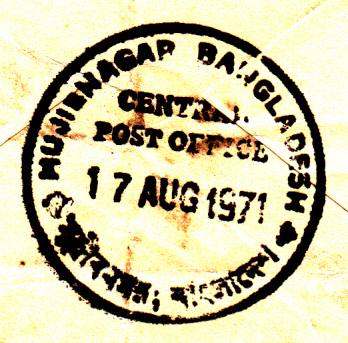 MUJIBNAGAR BANGLADESH
CENTRAL
POST OFFICE
17 AUG 1971
মুজিবনগর, বাংলাদেশ